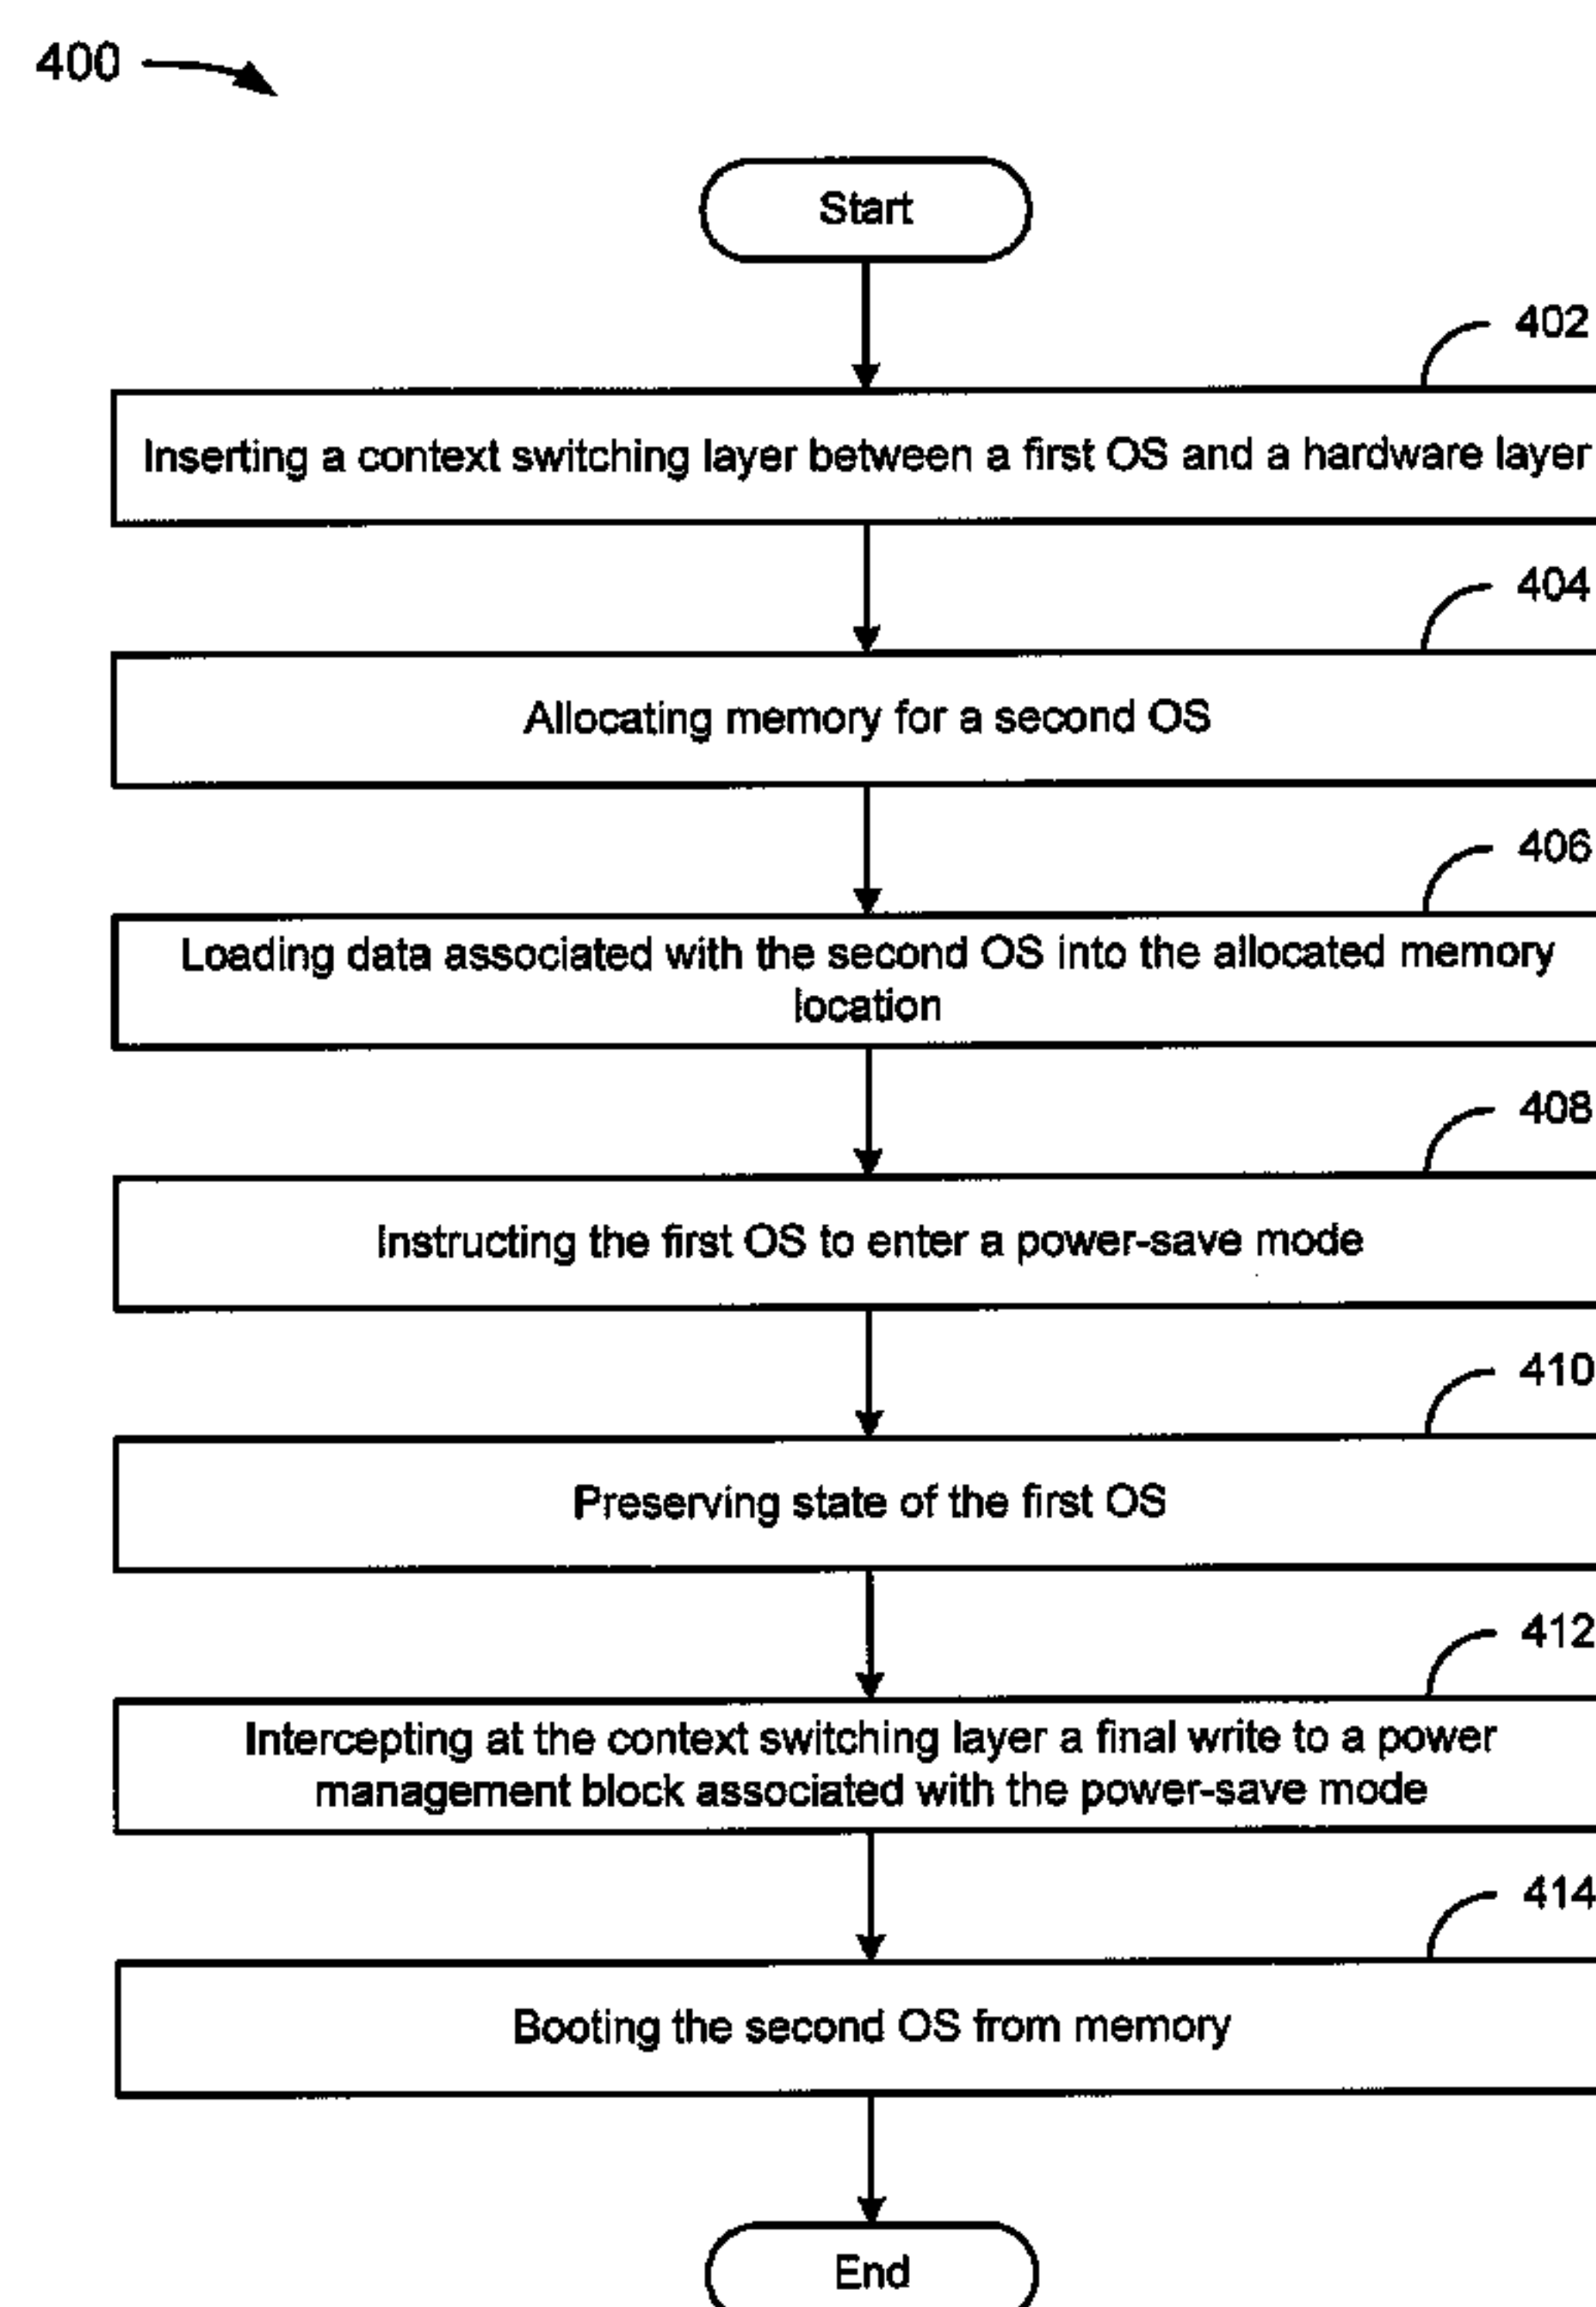 400
Start
402
Inserting a context switching layer between a first OS and a hardware layer
404
Allocating memory for a second OS
406
Loading data associated with the second OS into the allocated memory
location
408
Instructing the first OS to enter a power-save mode
410
Preserving state of the first OS
412
Intercepting at the context switching layer a final write to a power
management block associated with the power-save mode
414
Booting the second OS from memory
End